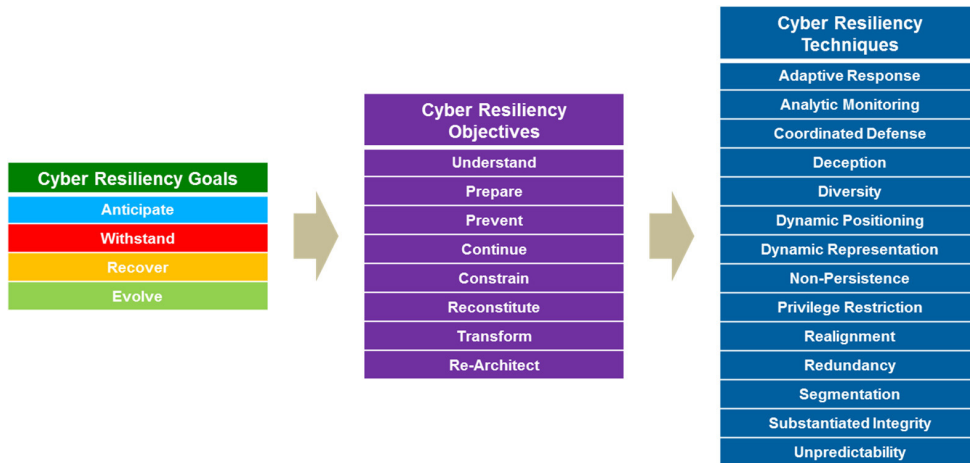 Cyber Resiliency Goals
Anticipate
Withstand
Recover
Evolve
Cyber Resiliency
Objectives
Understand
Prepare
Prevent
Continue
Constrain
Reconstitute
Transform
Re-Architect
Cyber Resiliency
Techniques
Adaptive Response
Analytic Monitoring
Coordinated Defense
Deception
Diversity
Dynamic Positioning
Dynamic Representation
Non-Persistence
Privilege Restriction
Realignment
Redundancy
Segmentation
Substantiated Integrity
Unpredictability